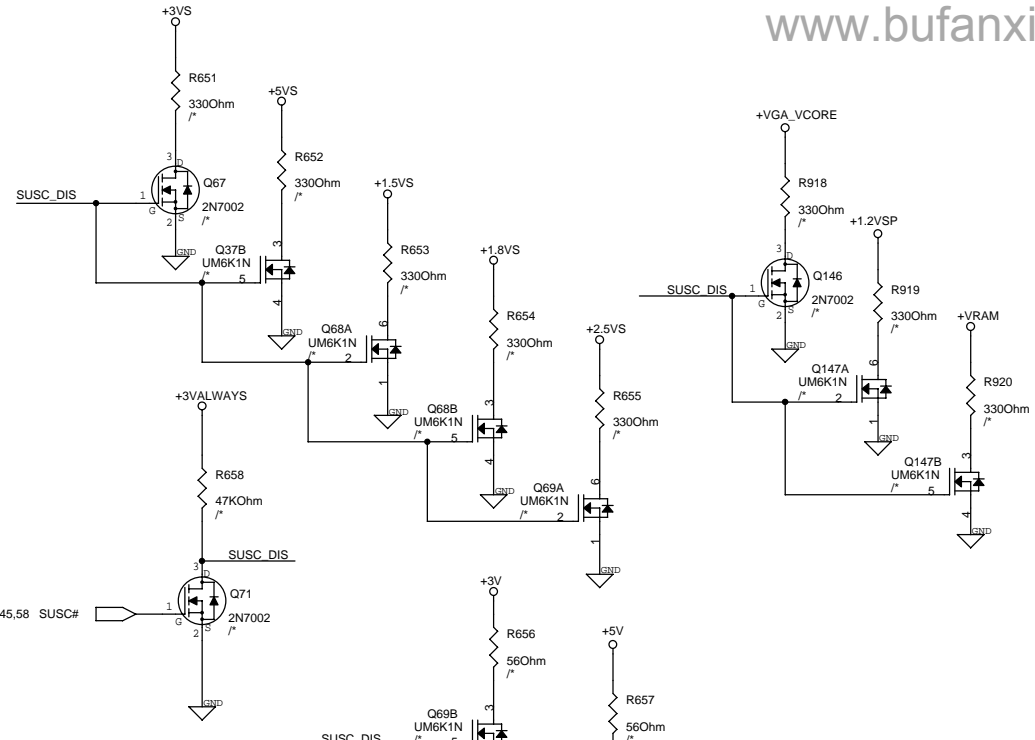 www.bufanxi
+3VS
R651
330Ohm
/*
3
D
SUSC_DIS
1
G
Q67
2N7002
/*
2
S
GND
+5VS
R652
330Ohm
/*
Q37B
UM6K1N
/*
5
3
4
GND
+1.5VS
R653
330Ohm
/*
Q68A
UM6K1N
/*
2
6
1
GND
+1.8VS
R654
330Ohm
/*
Q68B
UM6K1N
/*
5
3
4
GND
+2.5VS
R655
330Ohm
/*
Q69A
UM6K1N
/*
2
6
1
GND
+VGA_VCORE
R918
330Ohm
/*
3
D
SUSC_DIS
1
G
Q146
2N7002
/*
2
S
GND
+1.2VSP
R919
330Ohm
/*
Q147A
UM6K1N
/*
2
6
1
GND
+VRAM
R920
330Ohm
/*
Q147B
UM6K1N
/*
5
3
4
GND
+3VALWAYS
R658
47KOhm
/*
SUSC_DIS
3
D
45,58 SUSC#
1
G
Q71
2N7002
/*
2
S
GND
+3V
R656
56Ohm
/*
Q69B
UM6K1N
3
+5V
R657
56Ohm
/*
SUSC_DIS
/*
5